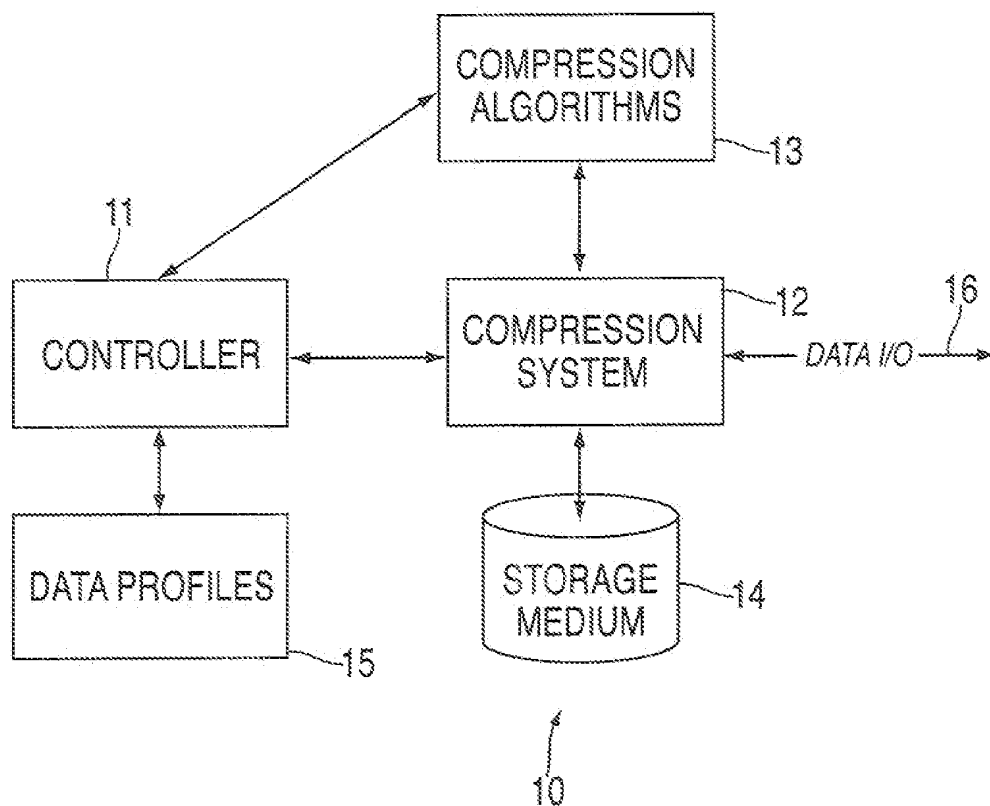 COMPRESSION
ALGORITHMS
13
11
CONTROLLER
12
COMPRESSION
SYSTEM
16
DATA I/O
DATA PROFILES
15
STORAGE
MEDIUM
14
10